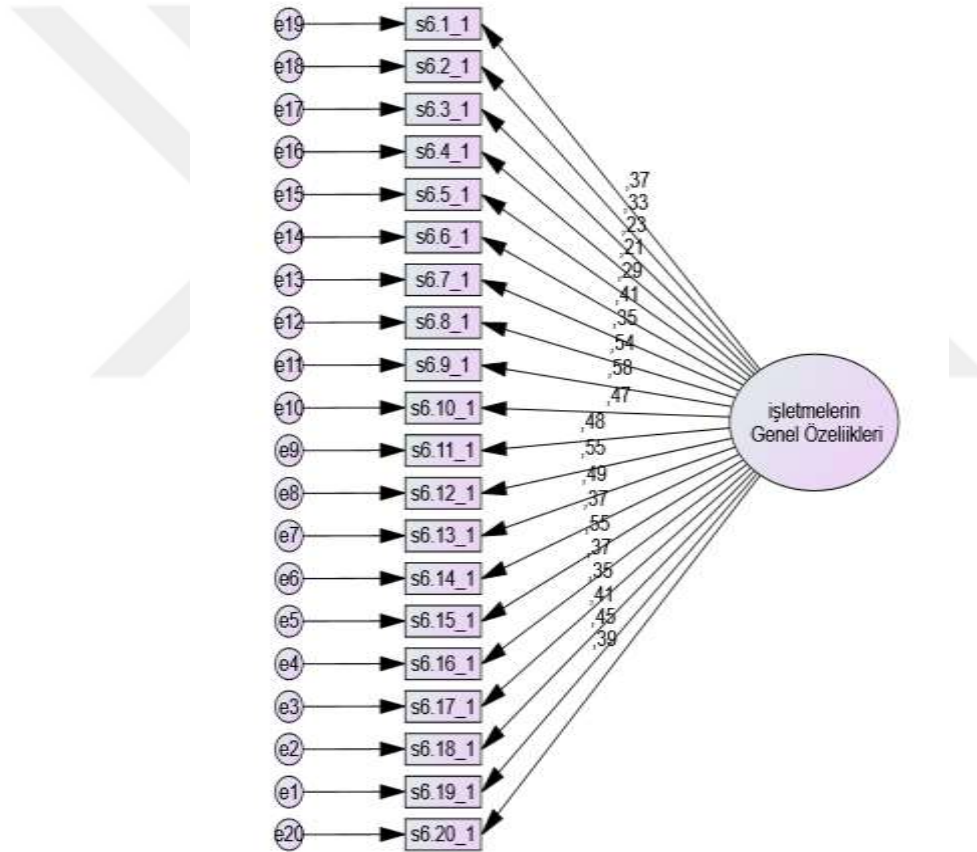 e19 s6.1_1
e18 s6.2_1
e17 s6.3_1
e16 s6.4_1
e15 s6.5_1
e14 s6.6_1
e13 s6.7_1
e12 s6.8_1
e11 s6.9_1
e10 s6.10_1
e9 s6.11_1
e8 s6.12_1
e7 s6.13_1
e6 s6.14_1
e5 s6.15_1
e4 s6.16_1
e3 s6.17_1
e2 s6.18_1
e1 s6.19_1
e20 s6.20_1
,37
,33
,23
,21
,29
,41
,35
,54
,58
,47
,48
,55
,49
,37
,55
,37
,35
,41
,45
,39
işletmelerin
Genel Özeliikleri